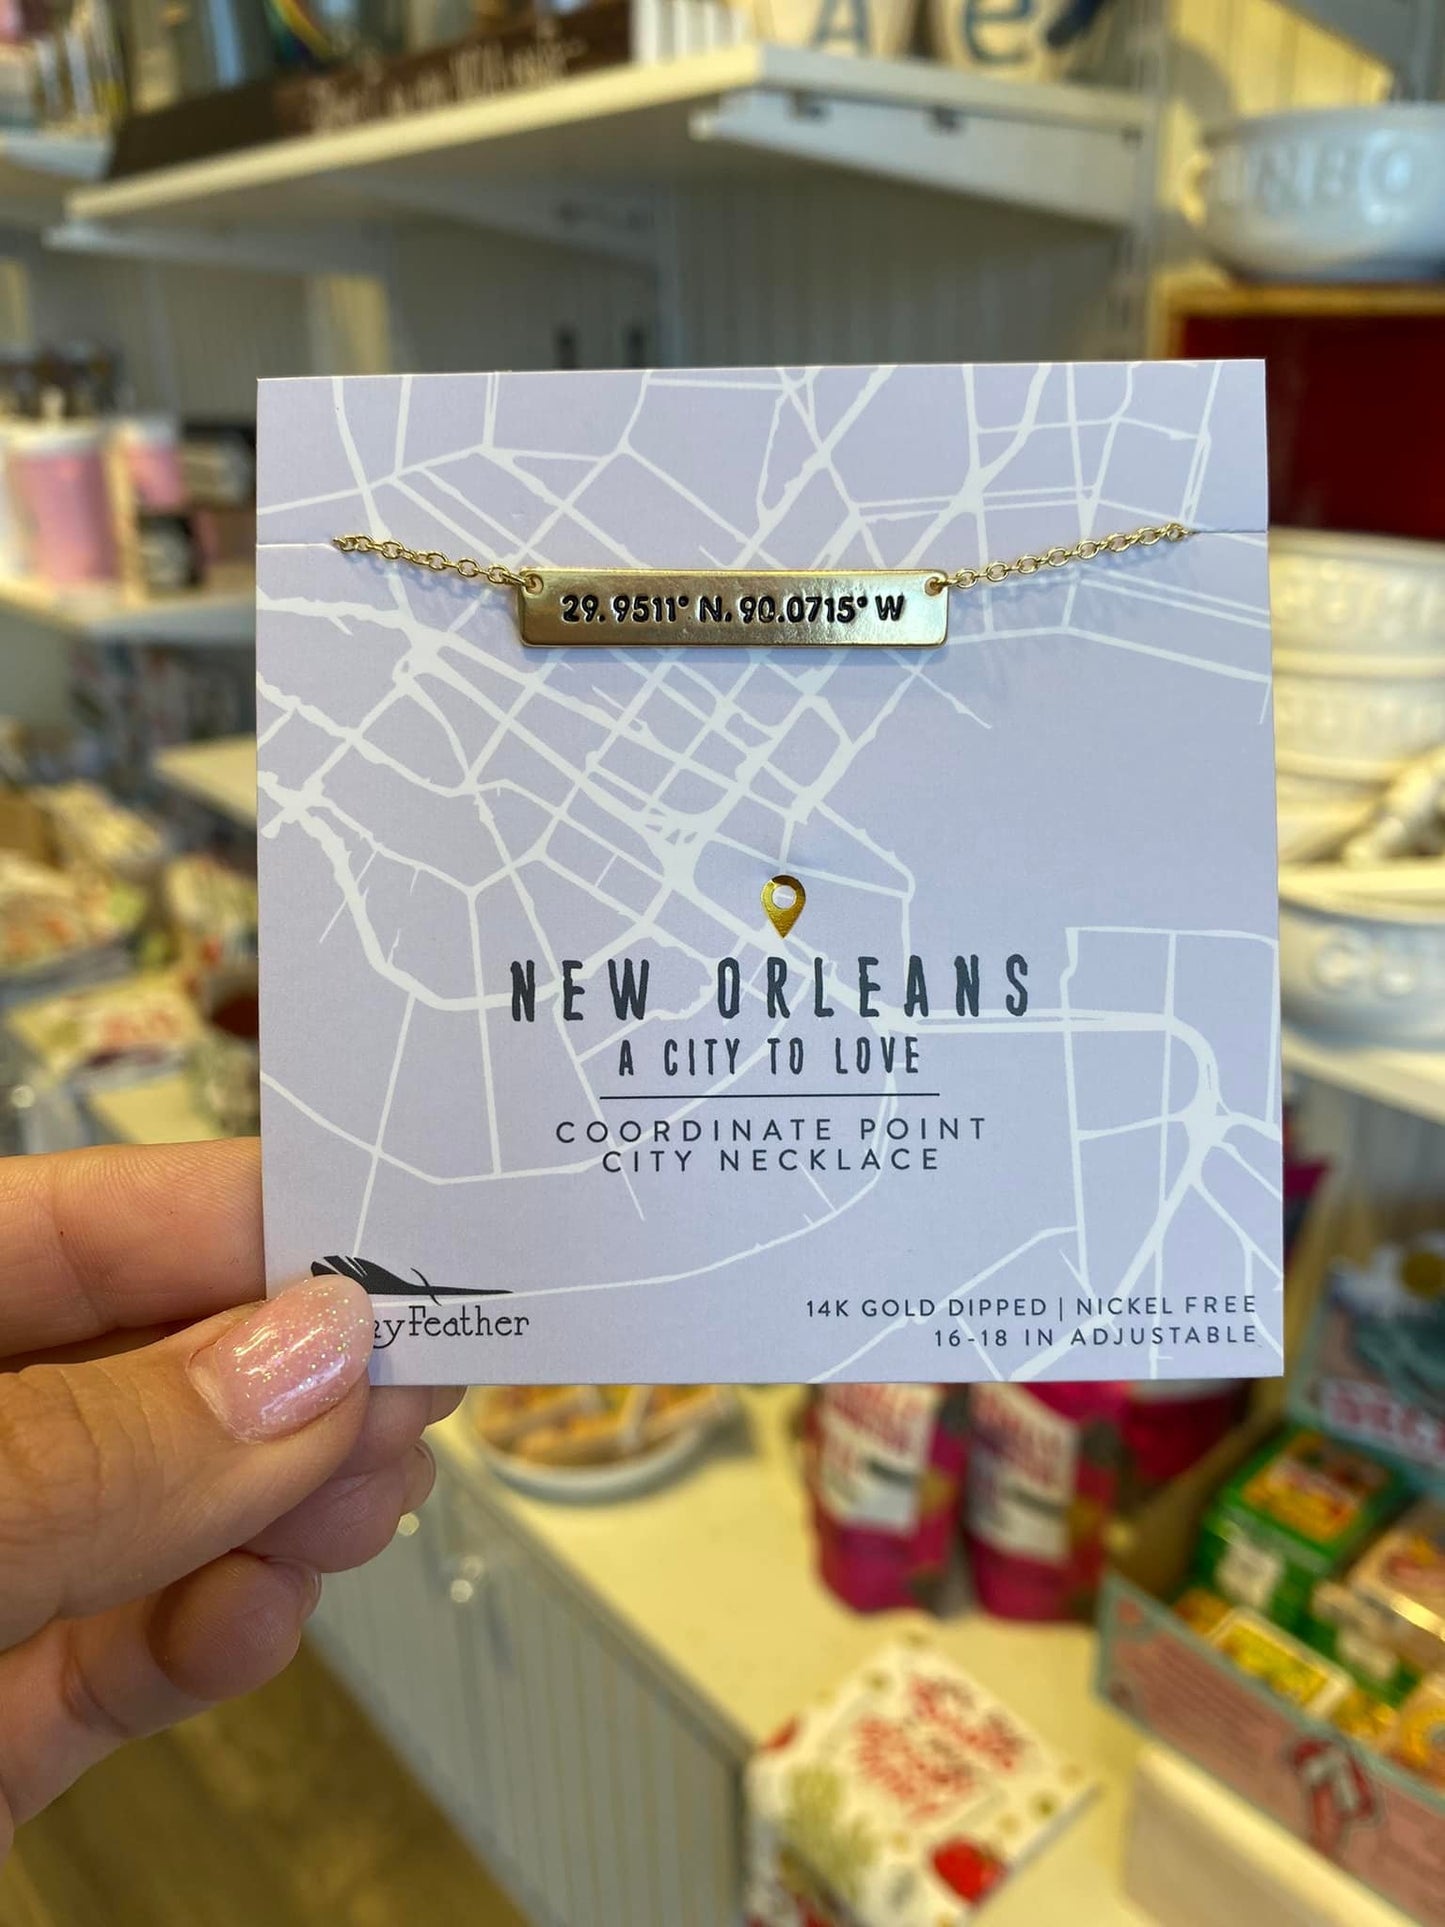 29.9511° N. 90.0715° W
NEW ORLEANS
A CITY TO LOVE
COORDINATE POINT
CITY NECKLACE
Feather
14K GOLD DIPPED | NICKEL FREE
16-18 IN ADJUSTABLE